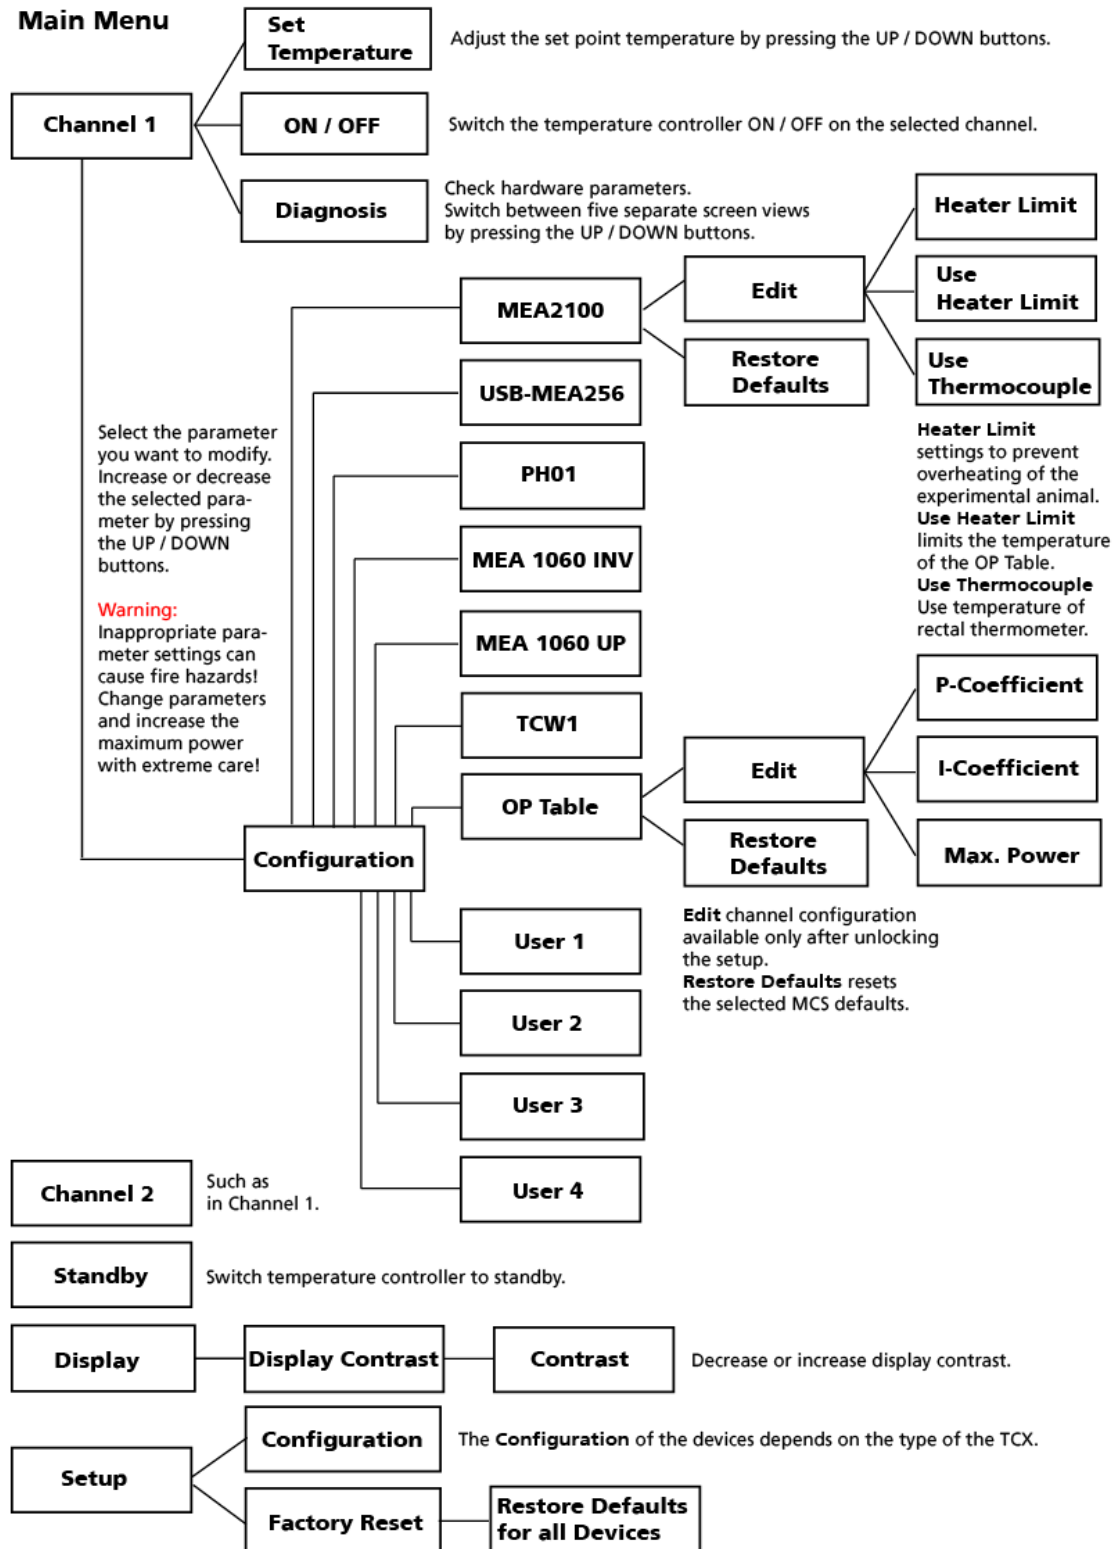 Main Menu
Set
Temperature
Adjust the set point temperature by pressing the UP / DOWN buttons.
Channel 1
ON / OFF
Switch the temperature controller ON / OFF on the selected channel.
Diagnosis
Check hardware parameters.
Switch between five separate screen views
by pressing the UP / DOWN buttons.
MEA2100
Edit
Heater Limit
Use
Heater Limit
Use
Thermocouple
Restore
Defaults
USB-MEA256
PH01
MEA 1060 INV
MEA 1060 UP
TCW1
OP Table
Select the parameter
you want to modify.
Increase or decrease
the selected para-
meter by pressing
the UP / DOWN
buttons.
Warning:
Inappropriate para-
meter settings can
cause fire hazards!
Change parameters
and increase the
maximum power
with extreme care!
Heater Limit
settings to prevent
overheating of the
experimental animal.
Use Heater Limit
limits the temperature
of the OP Table.
Use Thermocouple
Use temperature of
rectal thermometer.
Edit
P-Coefficient
I-Coefficient
Max. Power
Restore
Defaults
Configuration
Edit channel configuration
available only after unlocking
the setup.
Restore Defaults resets
the selected MCS defaults.
User 1
User 2
User 3
User 4
Channel 2
Such as
in Channel 1.
Standby
Switch temperature controller to standby.
Display
Display Contrast
Contrast
Decrease or increase display contrast.
Setup
Configuration
The Configuration of the devices depends on the type of the TCX.
Factory Reset
Restore Defaults
for all Devices